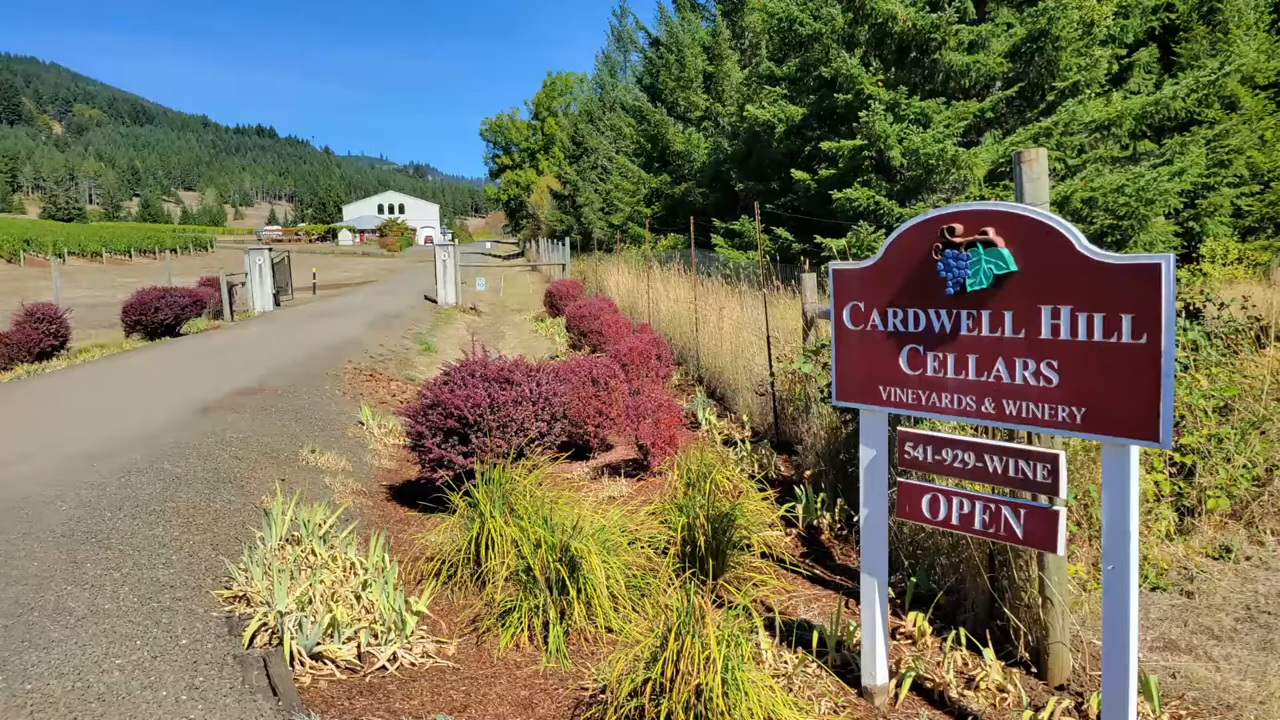 CARDWELL HILL
CELLARS
VINEYARDS & WINERY
541-929-WINE
OPEN